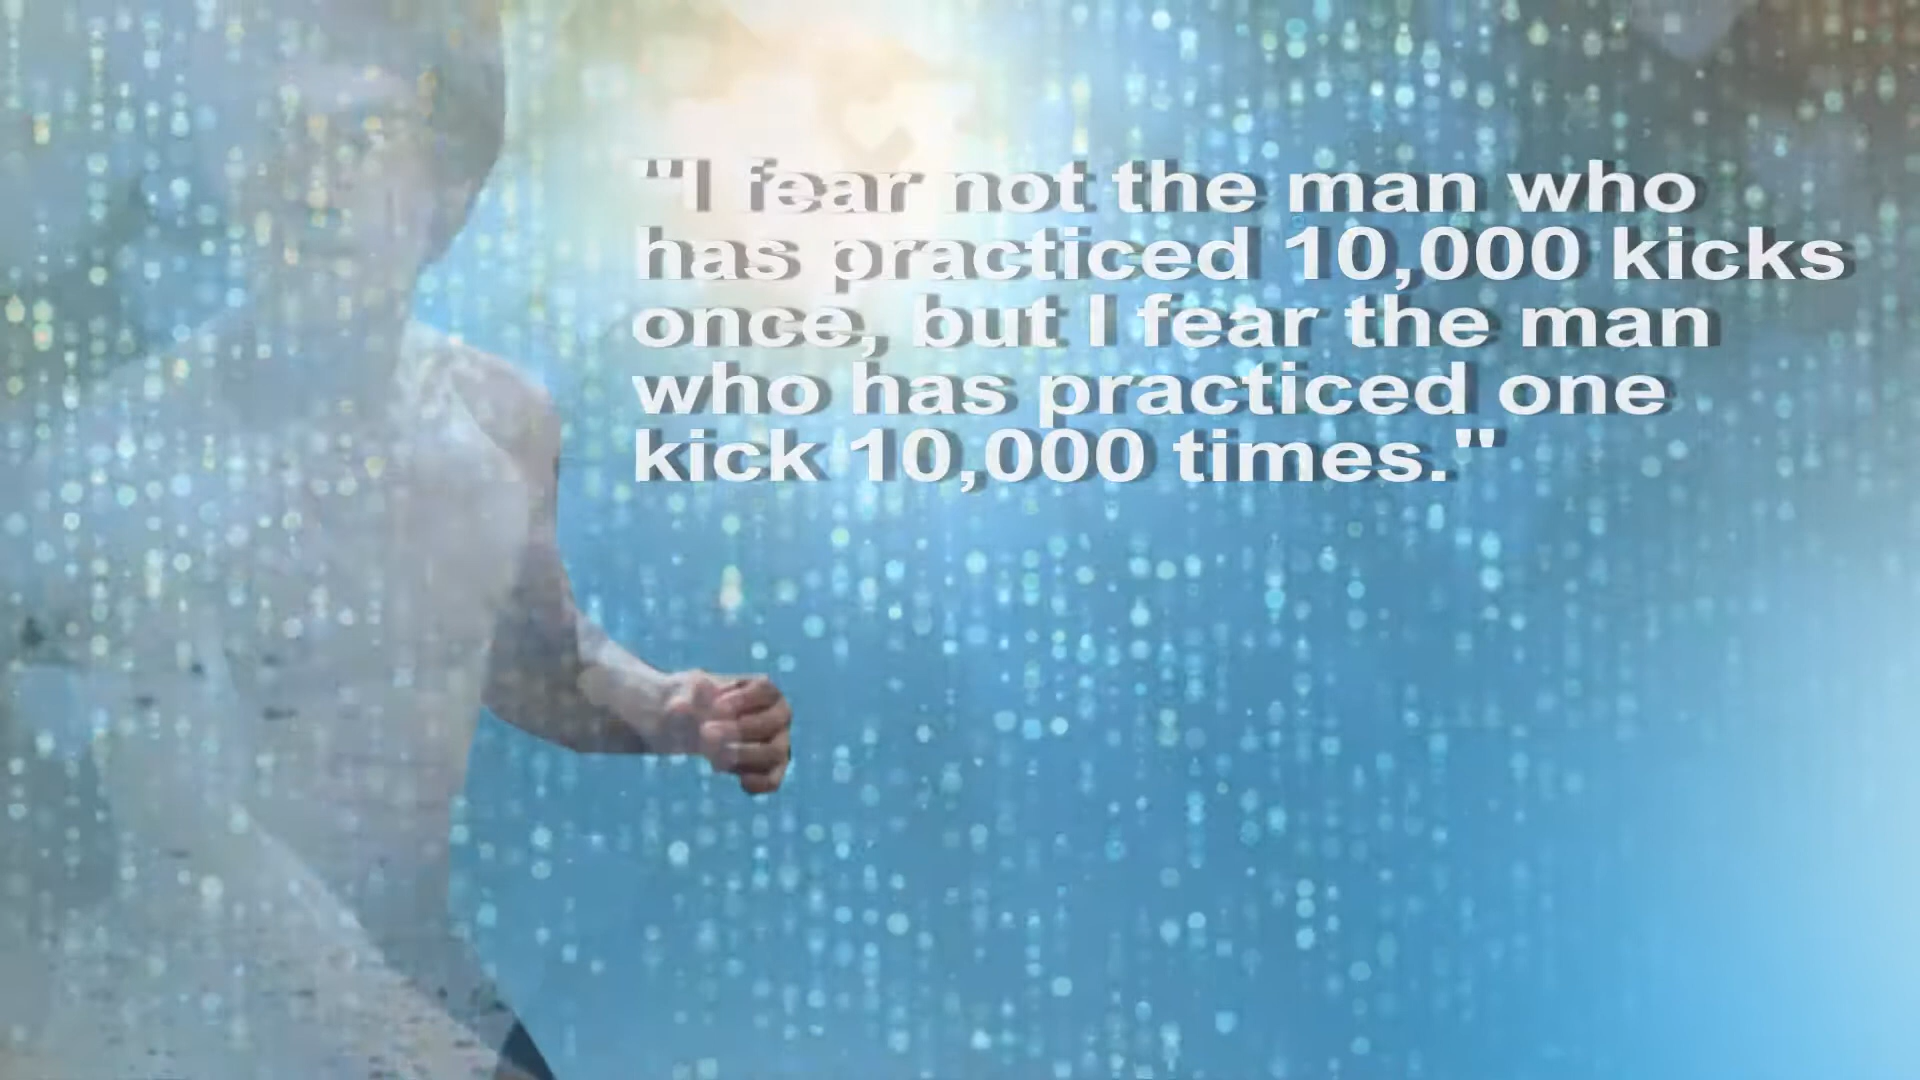 "I fear not the man who
has practiced 10,000 kicks
once, but I fear the man
who has practiced one
kick 10,000 times."